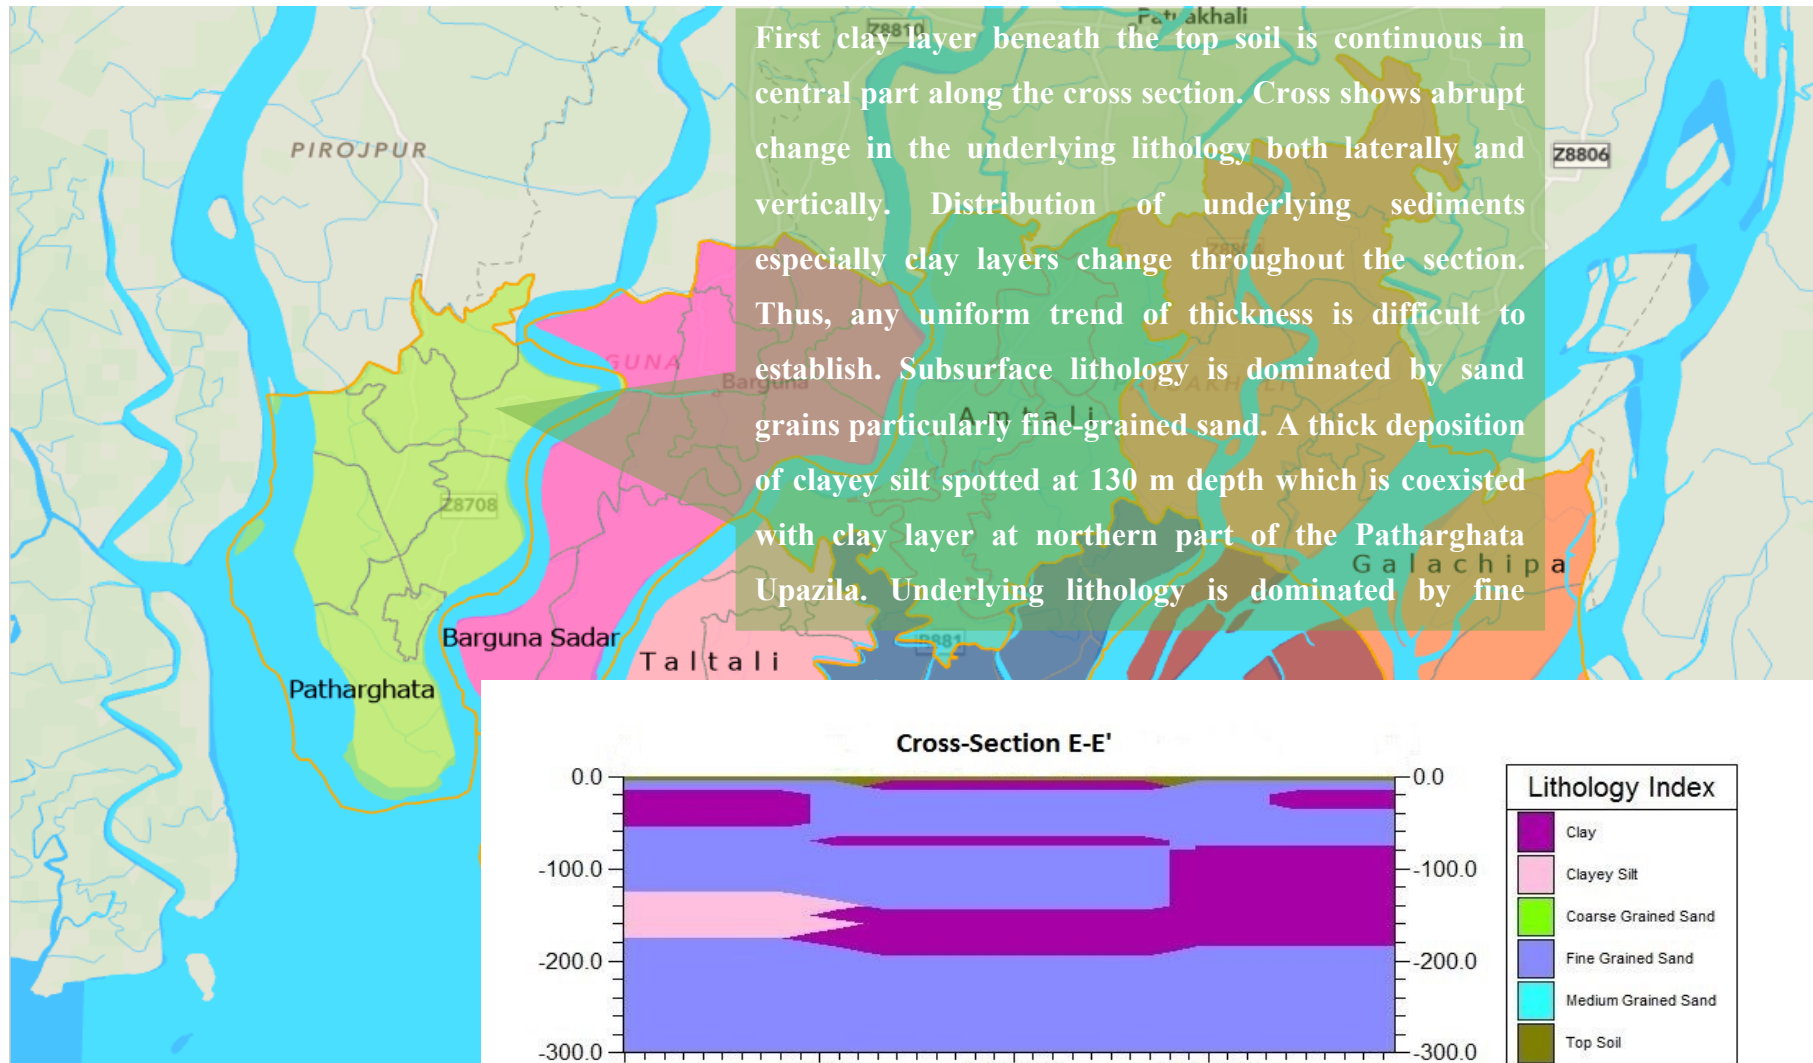 Patuakhali
Z8810
First clay layer beneath the top soil is continuous in
central part along the cross section. Cross shows abrupt
change in the underlying lithology both laterally and
vertically. Distribution of underlying sediments
especially clay layers change throughout the section.
Thus, any uniform trend of thickness is difficult to
establish. Subsurface lithology is dominated by sand
grains particularly fine-grained sand. A thick deposition
of clayey silt spotted at 130 m depth which is coexisted
with clay layer at northern part of the Patharghata
Upazila. Underlying lithology is dominated by fine
PIROJPUR
Z8806
GUNA
Barguna
Amtali
Z8708
Galachipa
Barguna Sadar
Taltali
Patharghata
Cross-Section E-E'
0.0
0.0
-100.0
-100.0
-200.0
-200.0
-300.0
-300.0
Lithology Index
Clay
Clayey Silt
Coarse Grained Sand
Fine Grained Sand
Medium Grained Sand
Top Soil